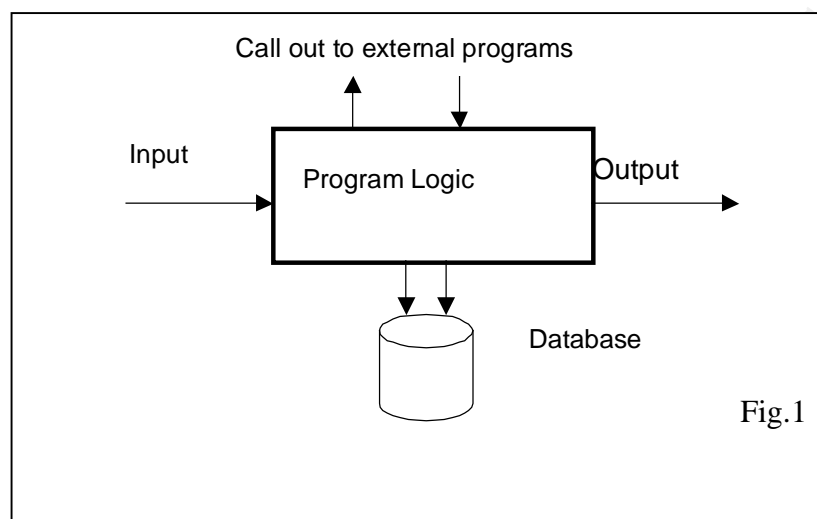 Call out to external programs
Input
Program Logic
Output
Database
Fig.1